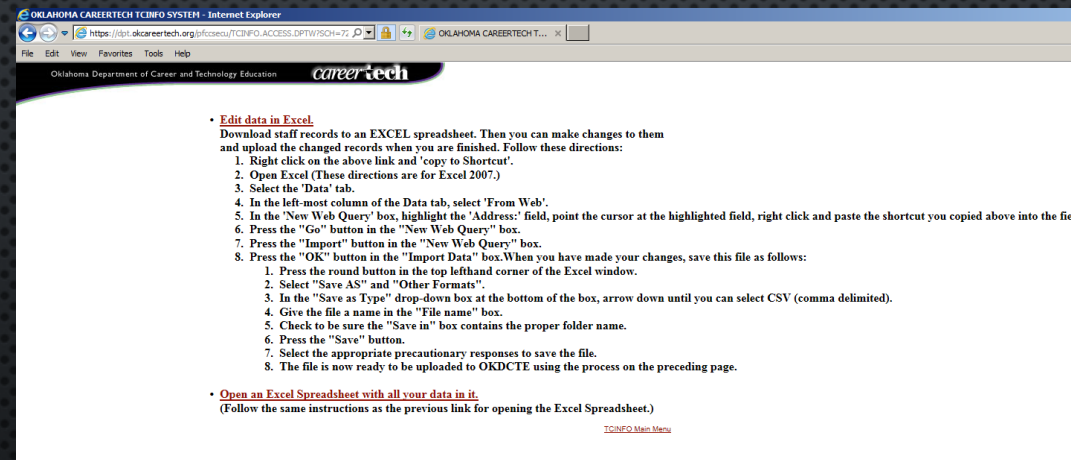 OKLAHOMA CAREERTECH TCINFO SYSTEM - Internet Explorer
https://dpt.okcareertech.org/pfccsecu/TCINFO.ACCESS.DPTW?SCH=72 OKLAHOMA CAREERTECH T...
File Edit View Favorites Tools Help
Oklahoma Department of Career and Technology Education careertech
• Edit data in Excel.
Download staff records to an EXCEL spreadsheet. Then you can make changes to them
and upload the changed records when you are finished. Follow these directions:
1. Right click on the above link and 'copy to Shortcut'.
2. Open Excel (These directions are for Excel 2007.)
3. Select the 'Data' tab.
4. In the left-most column of the Data tab, select 'From Web'.
5. In the 'New Web Query' box, highlight the 'Address:' field, point the cursor at the highlighted field, right click and paste the shortcut you copied above into the fie
6. Press the "Go" button in the "New Web Query" box.
7. Press the "Import" button in the "New Web Query" box.
8. Press the "OK" button in the "Import Data" box.When you have made your changes, save this file as follows:
1. Press the round button in the top lefthand corner of the Excel window.
2. Select "Save AS" and "Other Formats".
3. In the "Save as Type" drop-down box at the bottom of the box, arrow down until you can select CSV (comma delimited).
4. Give the file a name in the "File name" box.
5. Check to be sure the "Save in" box contains the proper folder name.
6. Press the "Save" button.
7. Select the appropriate precautionary responses to save the file.
8. The file is now ready to be uploaded to OKDCTE using the process on the preceding page.
• Open an Excel Spreadsheet with all your data in it.
(Follow the same instructions as the previous link for opening the Excel Spreadsheet.)
TCINFO Main Menu